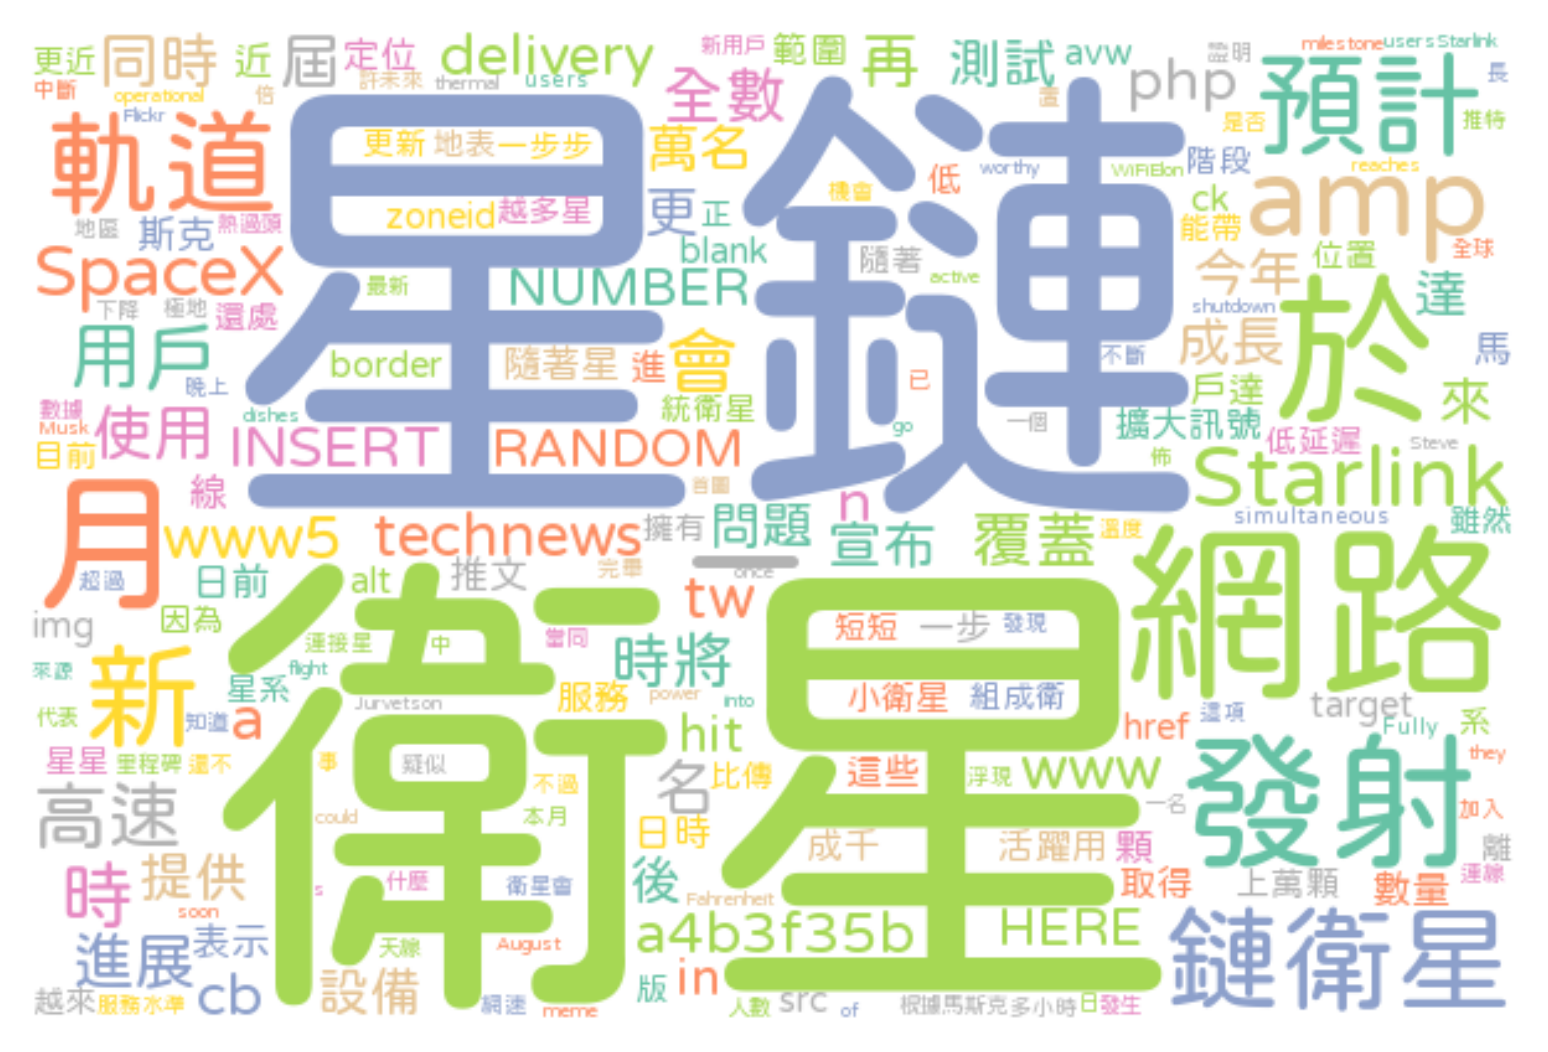 更近 同時 近 屆 定位 delivery 新用戶 範圍 再 測試 avw 證明 milestone users Starlink
中斷 operational 倍 許未來 thermal users 全數 php 預計 長
Flickr 軌道 更新 地表 一步步 萬名 是否 推特
星鏈
機會 低 worthy WiFiElon 階段 reaches
zoneid 越多星 更 正 ck amp
地區 斯克 熱過頭 blank 隨著 能帶 今年 位置 全球
SpaceX 最新 NUMBER active shutdown 達
下降 極地 還處 於
用戶 border 隨著星 進 會 已 不斷 成長 馬
晚上 戶達 來
數據 Musk 使用 dishes 統衛星 go 一個 擴大訊號 低延遲 Steve
目前 INSERT RANDOM 佈 Starlink
線 首圖 n simultaneous
月 www5 technews 擁有 問題 宣布 覆蓋 溫度 雖然
超過 日前 alt 推文 完畢 一 once 網路
img 因為 tw 短短 一步 發現
衛星
連接星 中 當同 時將
來源 新 星系 flight 服務 power into 小衛星 組成衛 target
代表 知道 a Jurvetson hit href 這項 Fully 系
星星 里程碑 還不 事 疑似 不過 名 比傳 這些 浮現 www they
高速 could 本月 日時 一名 發射 加入
成千 活躍用 顆 離
時 提供 s 什麼 衛星會 後 取得 上萬顆 數量 連線
soon Fahrenheit
進展 表示 天線 August a4b3f35b HERE 鏈衛星
越來 服務水準 cb 設備 網速 meme 版 in 人數 src of 根據馬斯克 多小時 日 發生